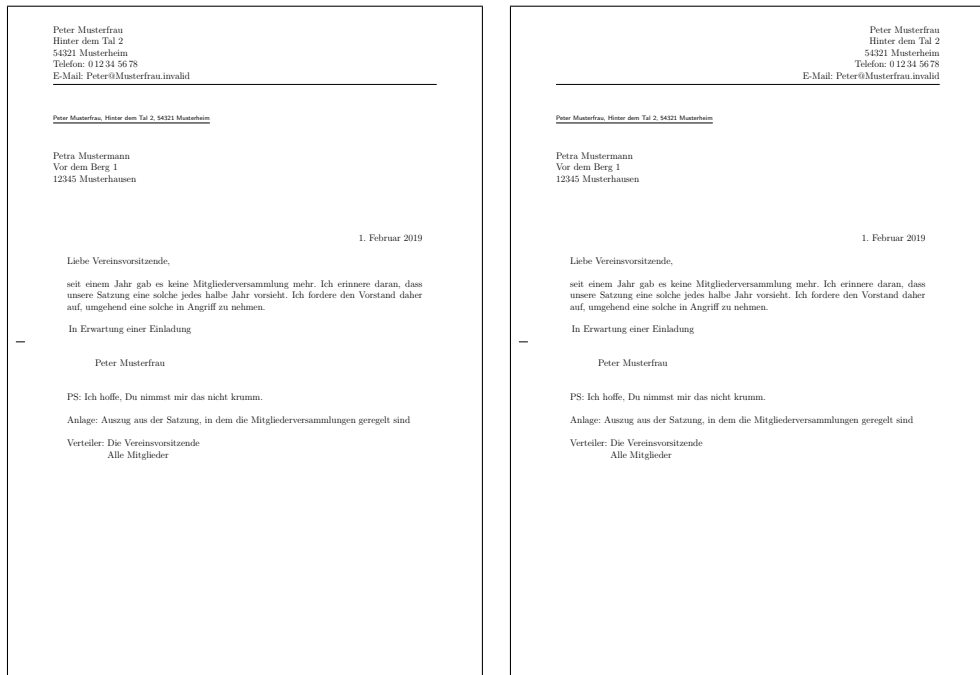 Peter Musterfrau
Hinter dem Tal 2
54321 Musterheim
Telefon: 0 12 34 56 78
E-Mail: Peter@Musterfrau.invalid
Peter Musterfrau, Hinter dem Tal 2, 54321 Musterheim
Petra Mustermann
Vor dem Berg 1
12345 Musterhausen
1. Februar 2019
Liebe Vereinsvorsitzende,
seit einem Jahr gab es keine Mitgliederversammlung mehr. Ich erinnere daran, dass
unsere Satzung eine solche jedes halbe Jahr vorsieht. Ich fordere den Vorstand daher
auf, umgehend eine solche in Angriff zu nehmen.
In Erwartung einer Einladung
Peter Musterfrau
PS: Ich hoffe, Du nimmst mir das nicht krumm.
Anlage: Auszug aus der Satzung, in dem die Mitgliederversammlungen geregelt sind
Verteiler: Die Vereinsvorsitzende
Alle Mitglieder
Peter Musterfrau
Hinter dem Tal 2
54321 Musterheim
Telefon: 0 12 34 56 78
E-Mail: Peter@Musterfrau.invalid
Peter Musterfrau, Hinter dem Tal 2, 54321 Musterheim
Petra Mustermann
Vor dem Berg 1
12345 Musterhausen
1. Februar 2019
Liebe Vereinsvorsitzende,
seit einem Jahr gab es keine Mitgliederversammlung mehr. Ich erinnere daran, dass
unsere Satzung eine solche jedes halbe Jahr vorsieht. Ich fordere den Vorstand daher
auf, umgehend eine solche in Angriff zu nehmen.
In Erwartung einer Einladung
Peter Musterfrau
PS: Ich hoffe, Du nimmst mir das nicht krumm.
Anlage: Auszug aus der Satzung, in dem die Mitgliederversammlungen geregelt sind
Verteiler: Die Vereinsvorsitzende
Alle Mitglieder